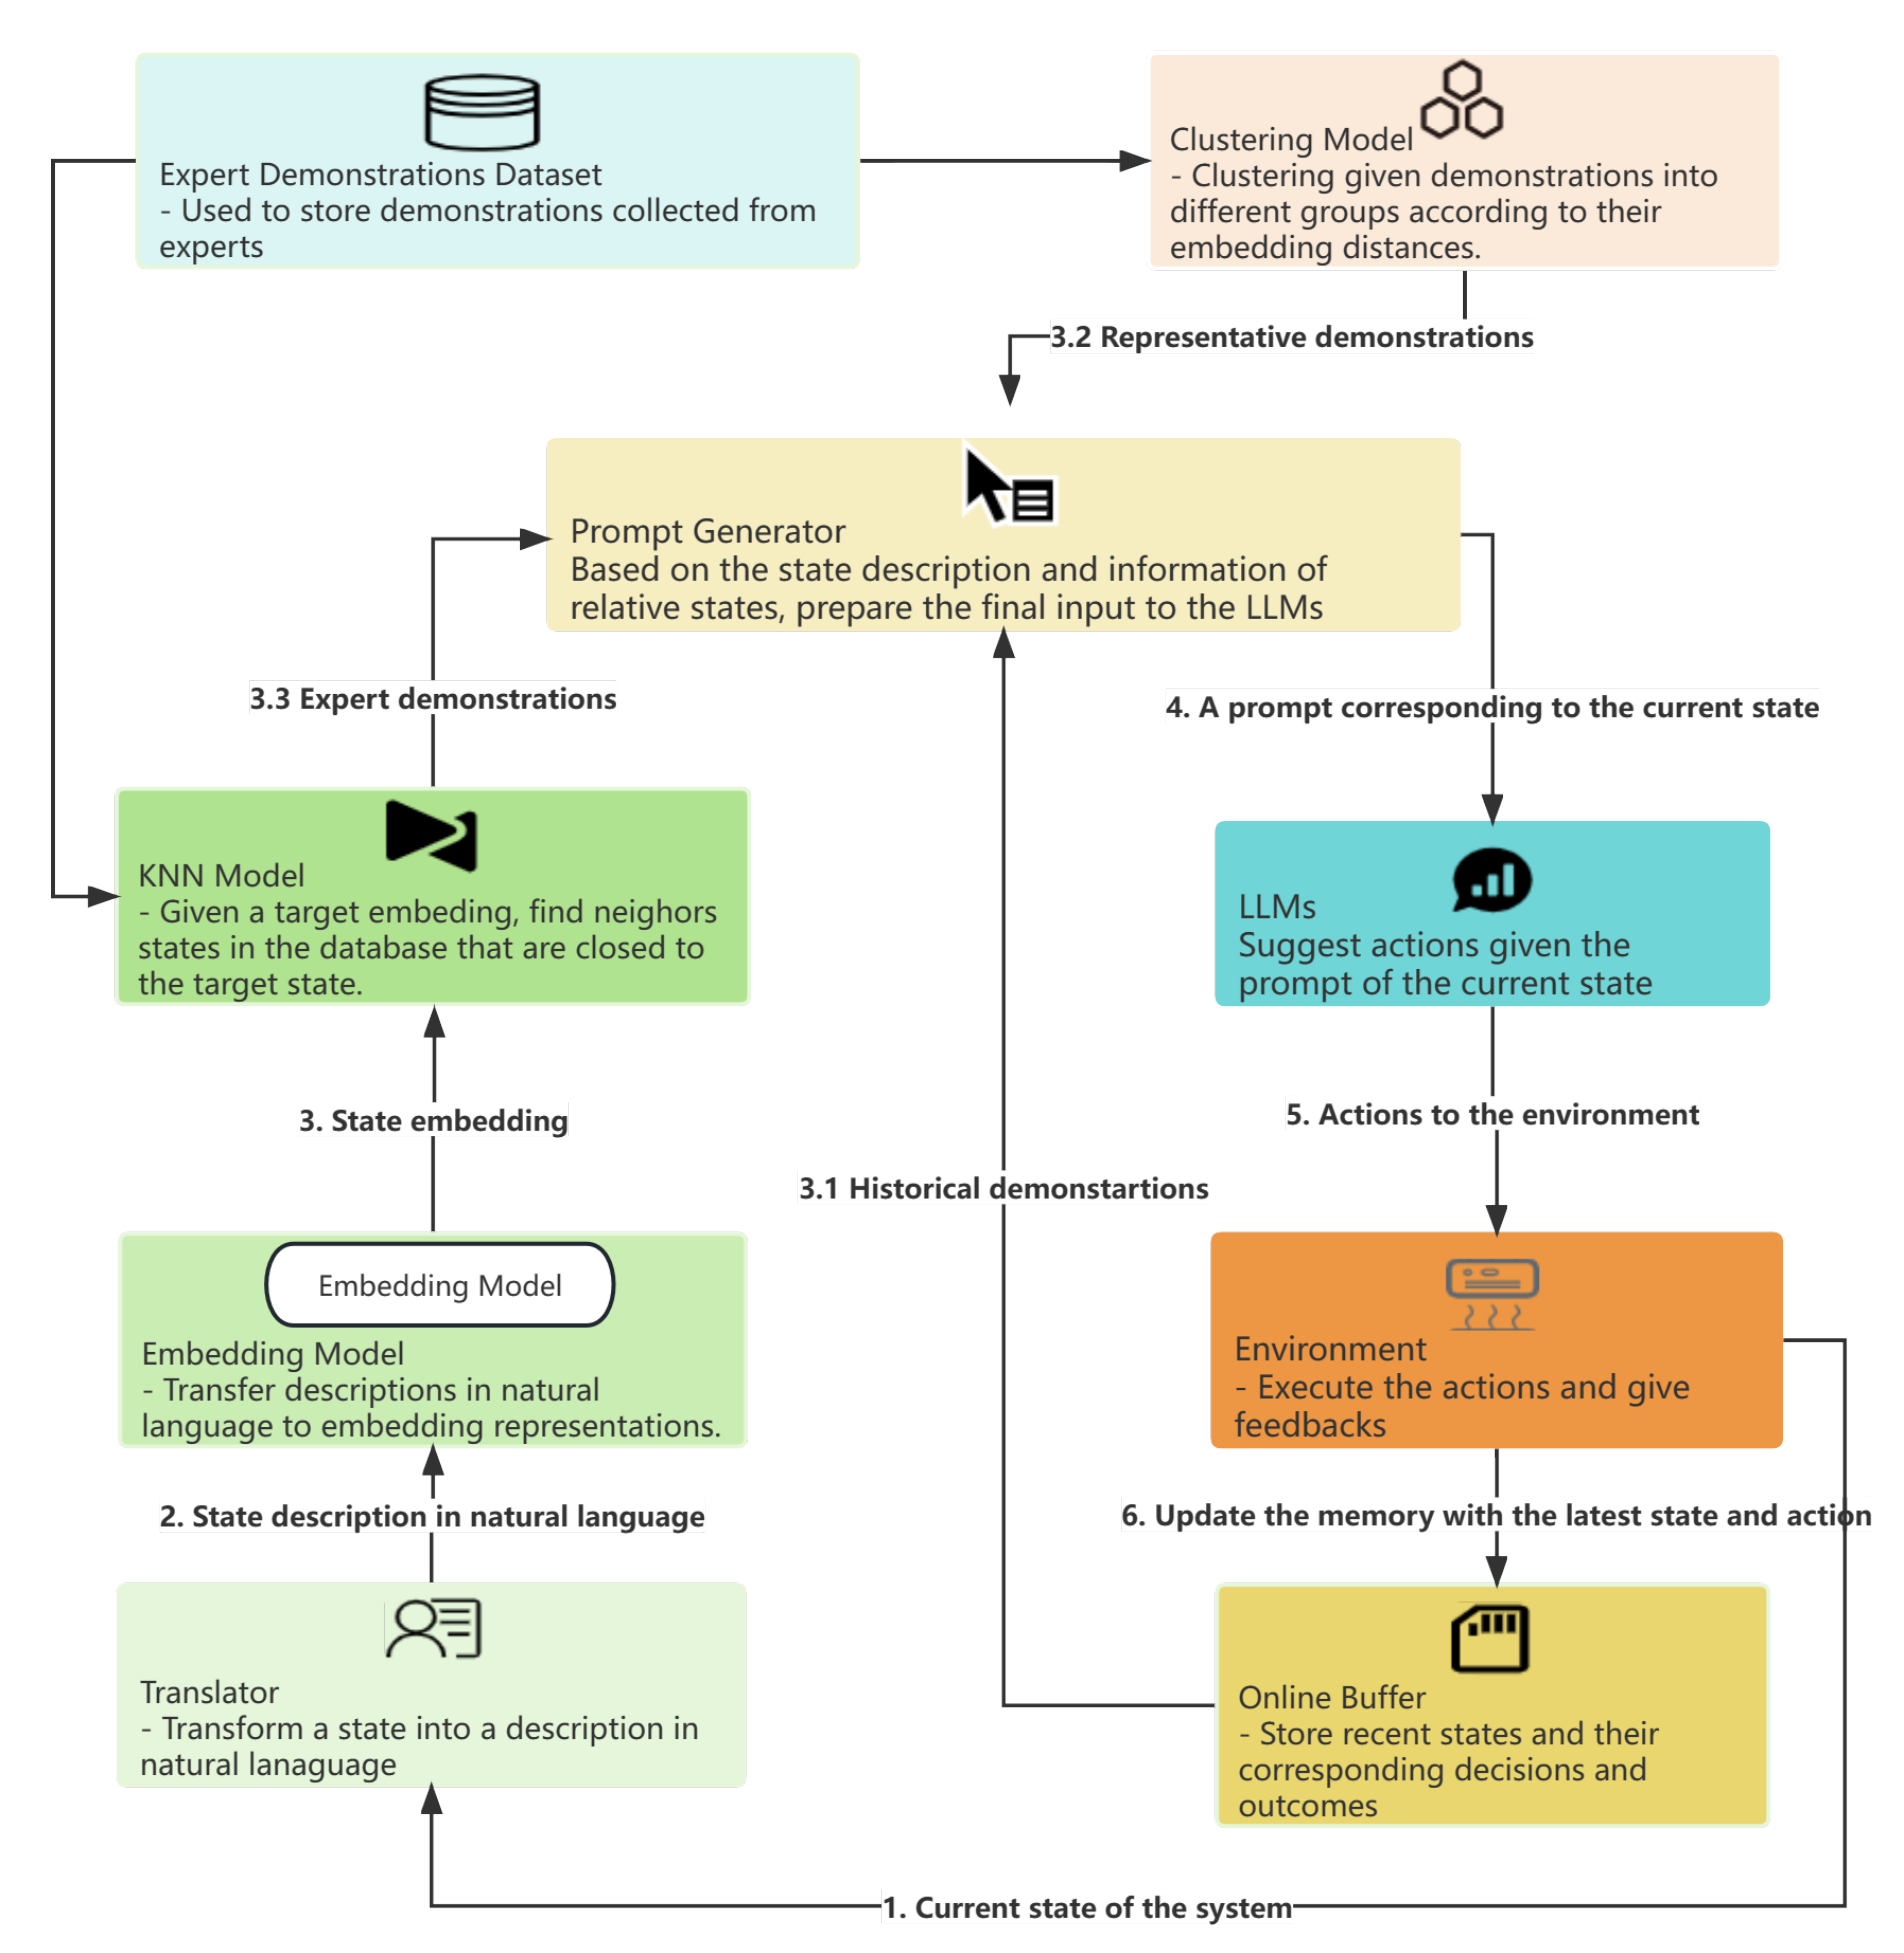 Expert Demonstrations Dataset
- Used to store demonstrations collected from
experts
Clustering Model
- Clustering given demonstrations into
different groups according to their
embedding distances.
3.2 Representative demonstrations
Prompt Generator
Based on the state description and information of
relative states, prepare the final input to the LLMs
3.3 Expert demonstrations
4. A prompt corresponding to the current state
KNN Model
- Given a target embeding, find neighors
states in the database that are closed to
the target state.
LLMs
Suggest actions given the
prompt of the current state
3. State embedding
5. Actions to the environment
3.1 Historical demonstartions
Embedding Model
Embedding Model
- Transfer descriptions in natural
language to embedding representations.
Environment
- Execute the actions and give
feedbacks
2. State description in natural language
6. Update the memory with the latest state and action
Translator
- Transform a state into a description in
natural lanaguage
Online Buffer
- Store recent states and their
corresponding decisions and
outcomes
1. Current state of the system